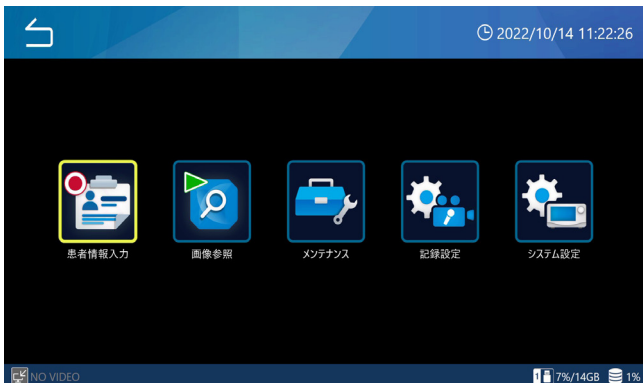 2022/10/14 11:22:26
患者情報入力
画像参照
メンテナンス
記録設定
システム設定
NO VIDEO
1 7%/14GB 1%